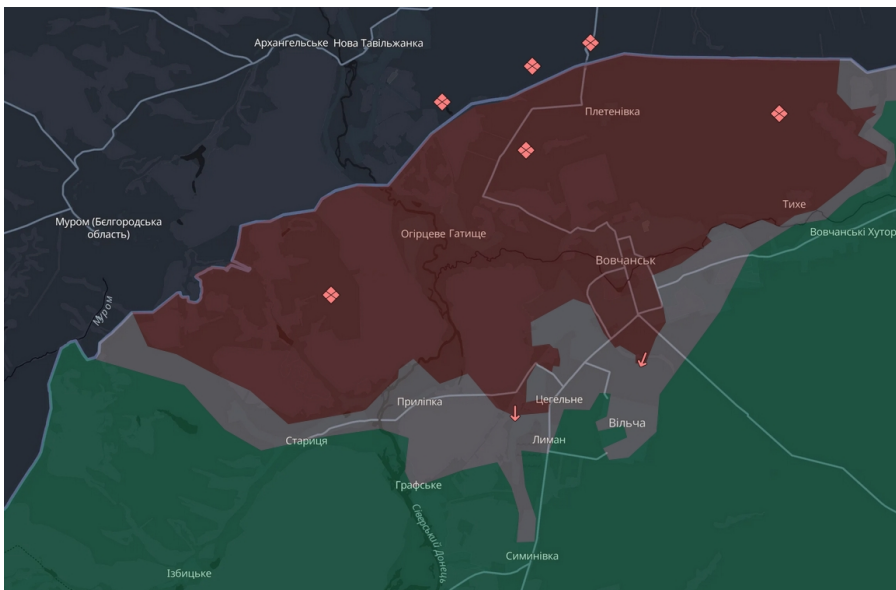 Архангельське
Нова Тавільжанка
Плетенівка
Муром (Бєлгородська
область)
Тихе
Огірцеве
Гатище
Вовчанські Хутор
Вовчанськ
Муром
Приліпка
Цегельне
Вільча
Стариця
Лиман
Графське
Сіверський Донець
Симинівка
Ізбицьке